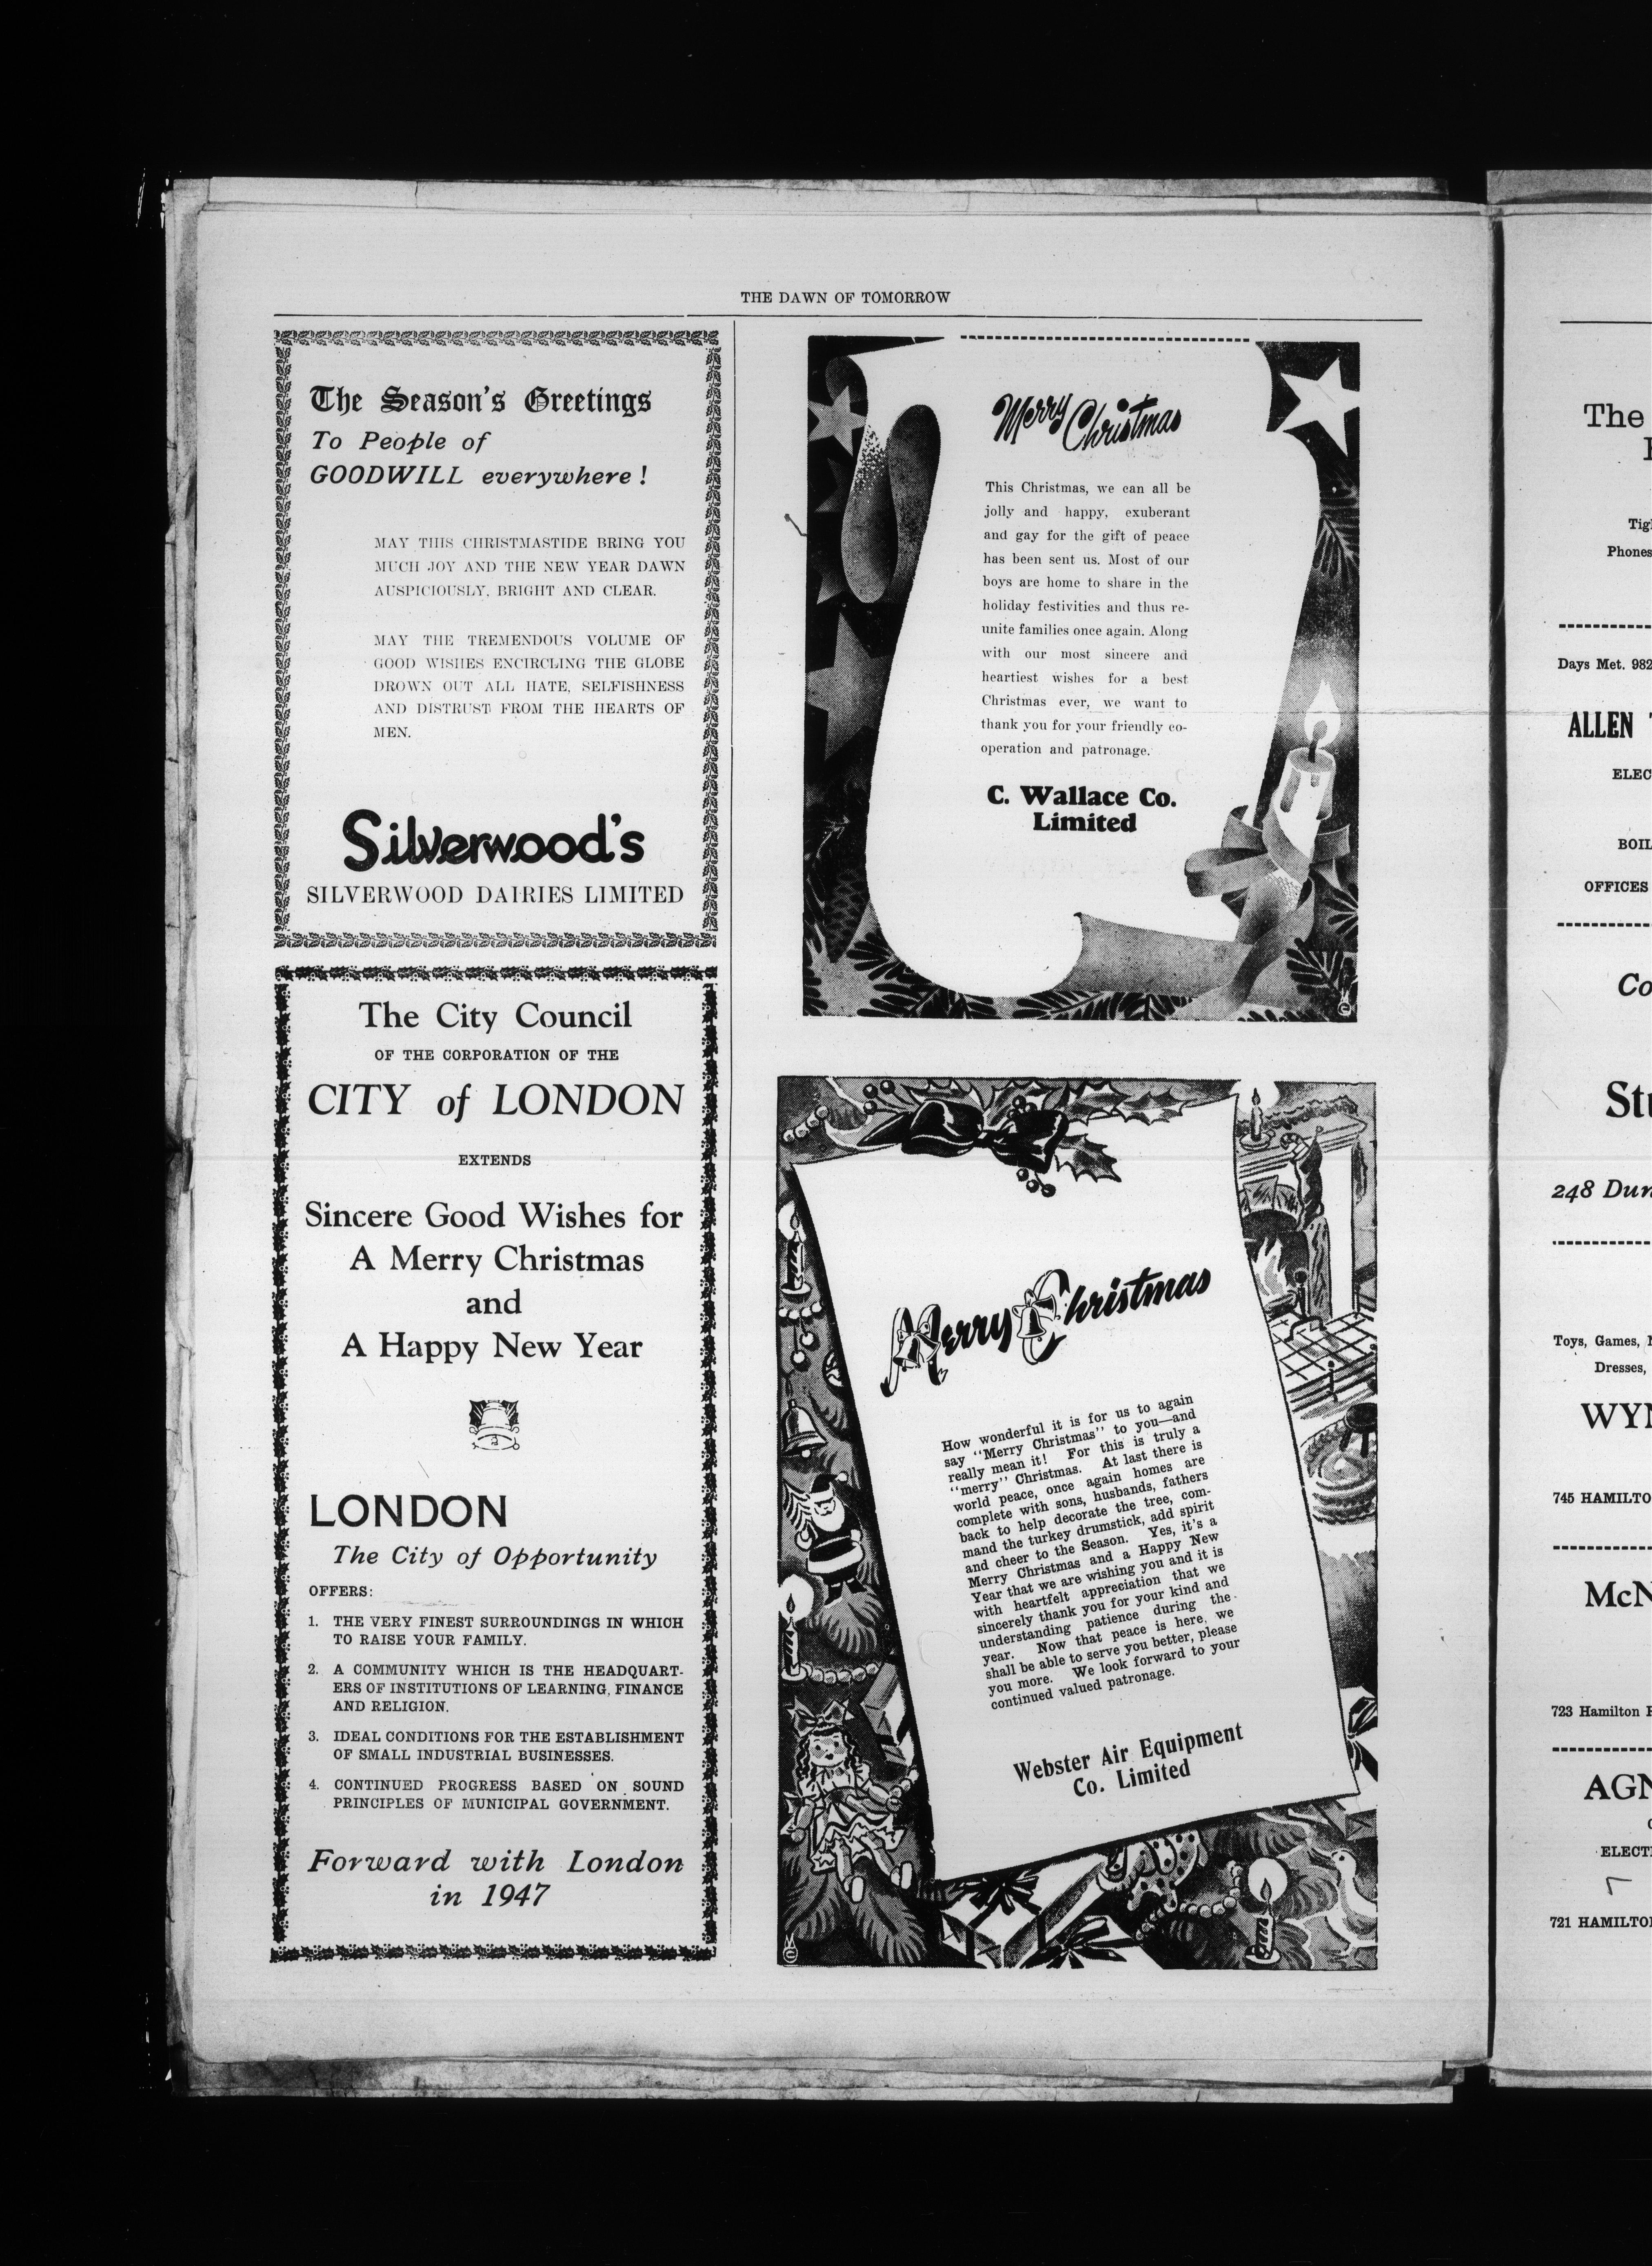 THE DAWN OF TOMORROW
The Season's Greetings
To People of
GOODWILL everywhere!
MAY THIS CHRISTMASTIDE BRING YOU
MUCH JOY AND THE NEW YEAR DAWN
AUSPICIOUSLY, BRIGHT AND CLEAR.
MAY THE TREMENDOUS VOLUME OF
GOOD WISHES ENCIRCLING THE GLOBE
DROWN OUT ALL HATE, SELFISHNESS
AND DISTRUST FROM THE HEARTS OF
MEN.
Silverwood's
SILVERWOOD DAIRIES LIMITED
The City Council
OF THE CORPORATION OF THE
CITY of LONDON
EXTENDS
Sincere Good Wishes for
A Merry Christmas
and
A Happy New Year
LONDON
The City of Opportunity
OFFERS:
1. THE VERY FINEST SURROUNDINGS IN WHICH
TO RAISE YOUR FAMILY.
2. A COMMUNITY WHICH IS THE HEADQUART-
ERS OF INSTITUTIONS OF LEARNING, FINANCE
AND RELIGION.
3. IDEAL CONDITIONS FOR THE ESTABLISHMENT
OF SMALL INDUSTRIAL BUSINESSES.
4. CONTINUED PROGRESS BASED ON SOUND
PRINCIPLES OF MUNICIPAL GOVERNMENT.
Forward with London
in 1947
Merry Christmas
This Christmas, we can all be
jolly and happy, exuberant
and gay for the gift of peace
has been sent us. Most of our
boys are home to share in the
holiday festivities and thus re-
unite families once again. Along
with our most sincere and
heartiest wishes for a best
Christmas ever, we want to
thank you for your friendly co-
operation and patronage.
C. Wallace Co.
Limited
Merry Christmas
How wonderful it is for us to again
say "Merry Christmas" to you—and
really mean it! For this is truly a
"merry" Christmas. At last there is
world peace, once again homes are
complete with sons, husbands, fathers
back to help decorate the tree, com-
mand the turkey drumstick, add spirit
and cheer to the Season. Yes, it's a
Merry Christmas and a Happy New
Year that we are wishing you and it is
with heartfelt appreciation that we
sincerely thank you for your kind and
understanding patience during the
year. Now that peace is here, we
shall be able to serve you better, please
you more. We look forward to your
continued valued patronage.
Webster Air Equipment
Co. Limited
The
Phones
Days Met. 982
ALLEN
OFFICES
248
Toys, Games,
Dresses,
745
723 Hamilton
721